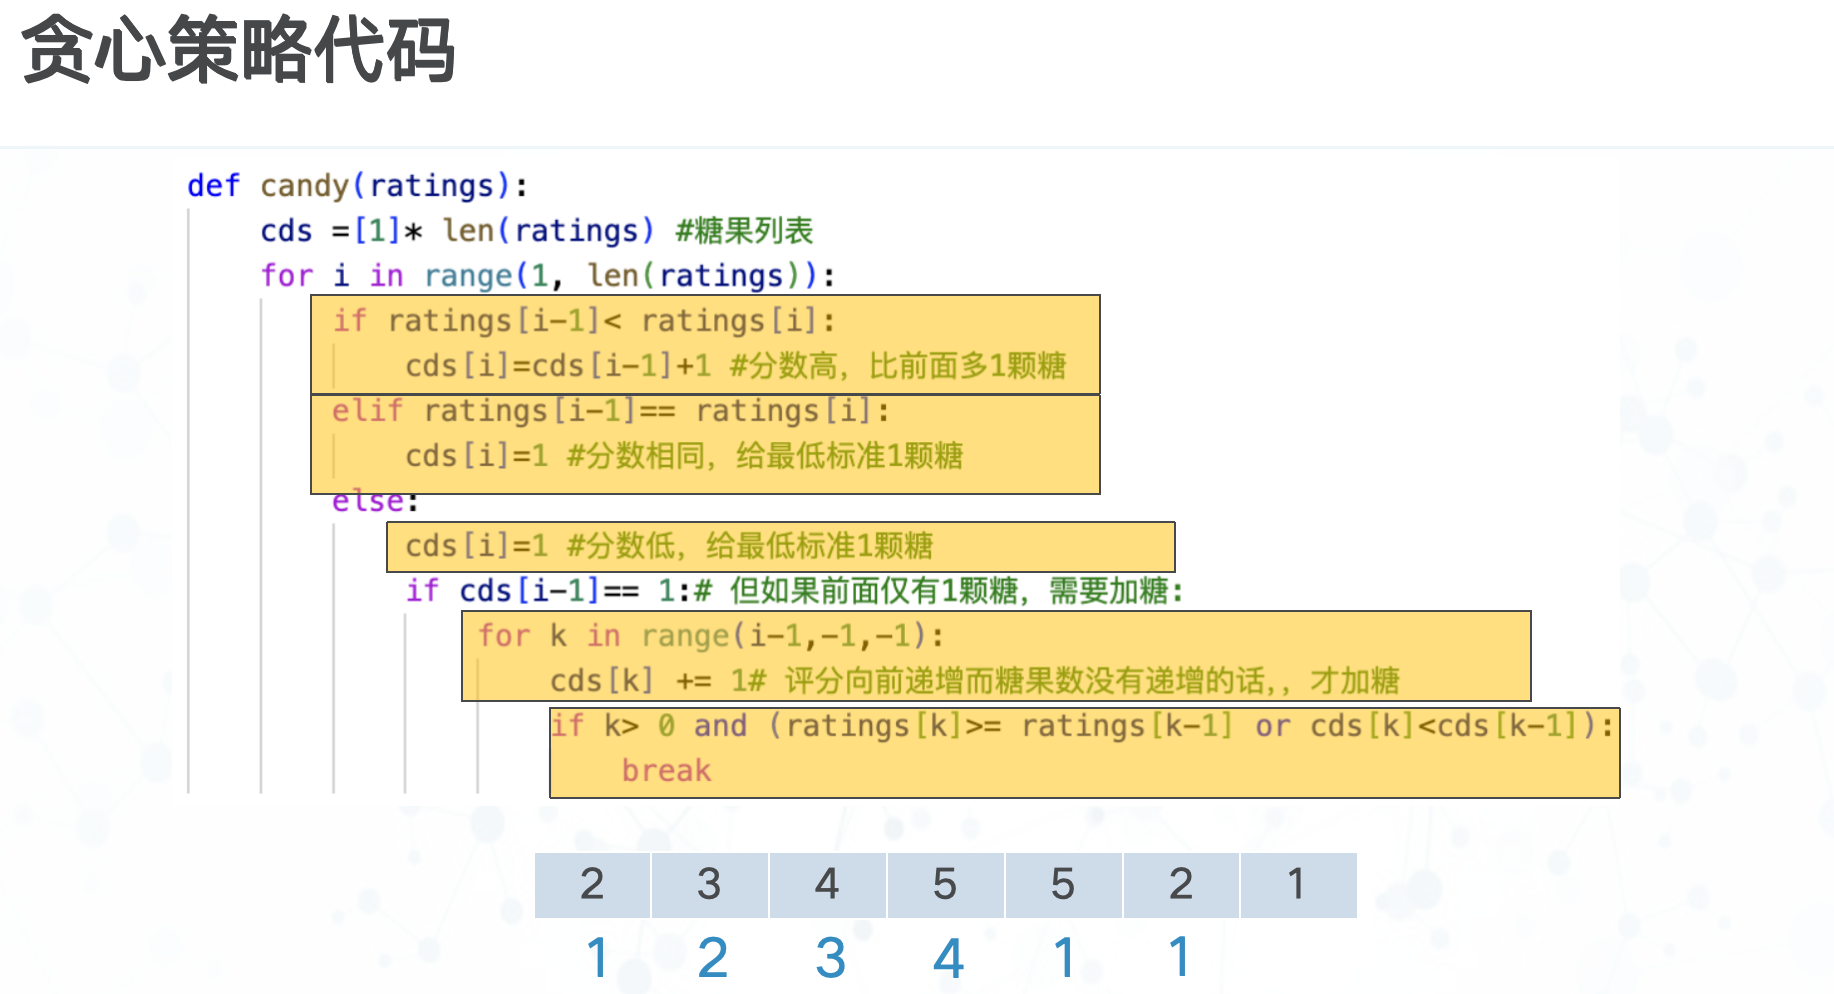 贪心策略代码
def candy(ratings):
cds =[1]* len(ratings) #糖果列表
for i in range(1, len(ratings)):
if ratings[i-1]< ratings[i]:
cds[i]=cds[i-1]+1 #分数高，比前面多1颗糖
elif ratings[i-1]== ratings[i]:
cds[i]=1 #分数相同，给最低标准1颗糖
else:
cds[i]=1 #分数低，给最低标准1颗糖
if cds[i-1]== 1:# 但如果前面仅有1颗糖，需要加糖：
for k in range(i-1,-1,-1):
cds[k] += 1# 评分向前递增而糖果数没有递增的话，，才加糖
if k> 0 and (ratings[k]>= ratings[k-1] or cds[k]<cds[k-1]):
break
2 3 4 5 5 2 1
1 2 3 4 1 1